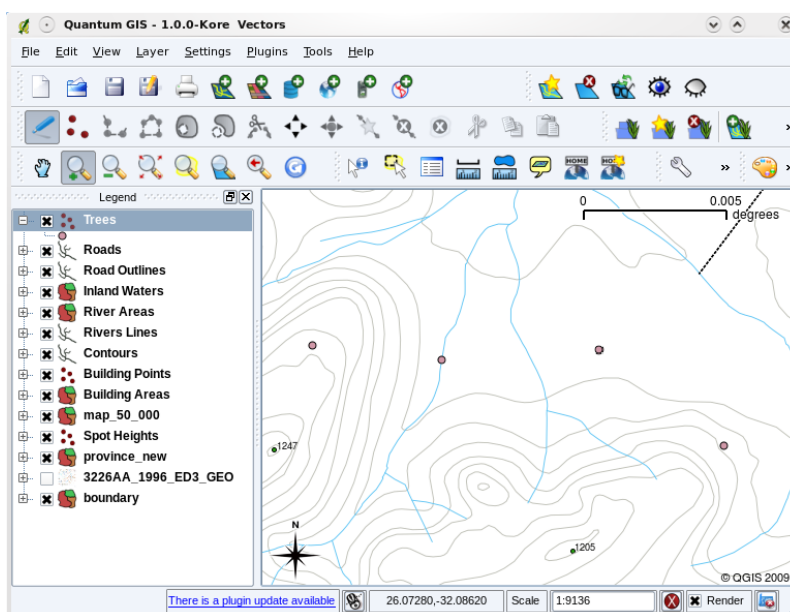 Quantum GIS - 1.0.0-Kore Vectors
File Edit View Layer Settings Plugins Tools Help
HOME HO
Legend
Trees
Roads
Road Outlines
Inland Waters
River Areas
Rivers Lines
Contours
Building Points
Building Areas
map_50_000
Spot Heights
province_new
3226AA_1996_ED3_GEO
boundary
0 0.005
degrees
1247
N
1205
© QGIS 2009
There is a plugin update available 26.07280,-32.08620 Scale 1:9136 Render